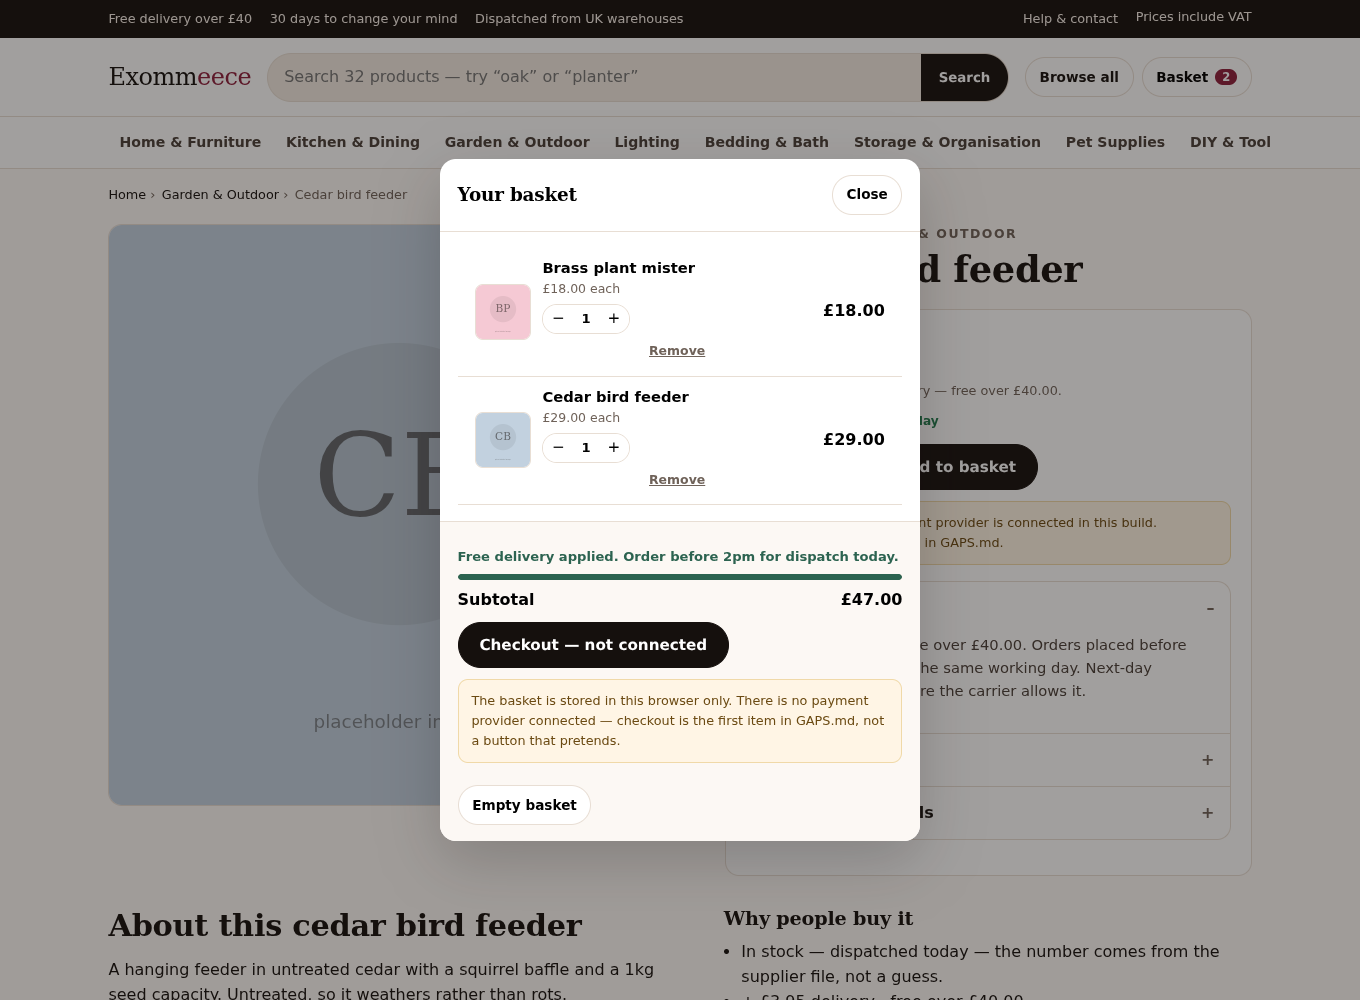 Free delivery over £40 30 days to change your mind Dispatched from UK warehouses Help & contact Prices include VAT
Exommeece Search 32 products — try “oak” or “planter” Search Browse all Basket 2
Home & Furniture Kitchen & Dining Garden & Outdoor Lighting Bedding & Bath Storage & Organisation Pet Supplies DIY & Tool
Home › Garden & Outdoor › Cedar bird feeder
Your basket
Close
Brass plant mister
£18.00 each
BP
− 1 +
£18.00
Remove
Cedar bird feeder
£29.00 each
CB
− 1 +
£29.00
Remove
Free delivery applied. Order before 2pm for dispatch today.
Subtotal £47.00
Checkout — not connected
The basket is stored in this browser only. There is no payment
provider connected — checkout is the first item in GAPS.md, not
a button that pretends.
Empty basket
C
placeholder
& OUTDOOR
d feeder
— free over £40.00.
d to basket
provider is connected in this build.
in GAPS.md.
–
over £40.00. Orders placed before
the same working day. Next-day
the carrier allows it.
+
+
About this cedar bird feeder
A hanging feeder in untreated cedar with a squirrel baffle and a 1kg
seed capacity. Untreated, so it weathers rather than rots.
Why people buy it
• In stock — dispatched today — the number comes from the
supplier file, not a guess.